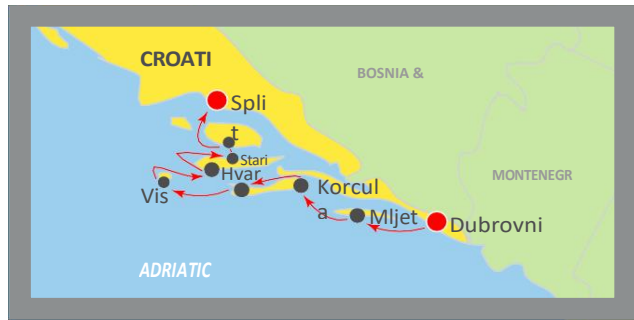 CROATI
BOSNIA &
Spli
t
Stari
Hvar
MONTENEGR
Vis
Korcul
a
Mljet
Dubrovni
ADRIATIC